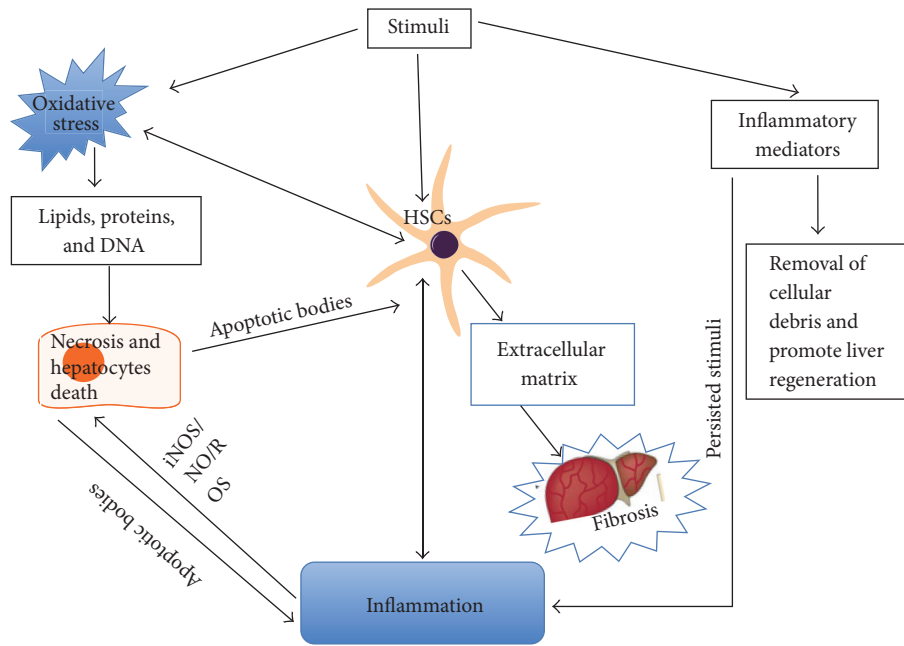 Stimuli
Oxidative
stress
Inflammatory
mediators
Lipids, proteins,
and DNA
HSCs
Removal of
cellular
debris and
promote liver
regeneration
Apoptotic bodies
Necrosis and
hepatocytes
death
Extracellular
matrix
Persisted stimuli
iNOS/
NO/R
OS
Apoptotic bodies
Fibrosis
Inflammation